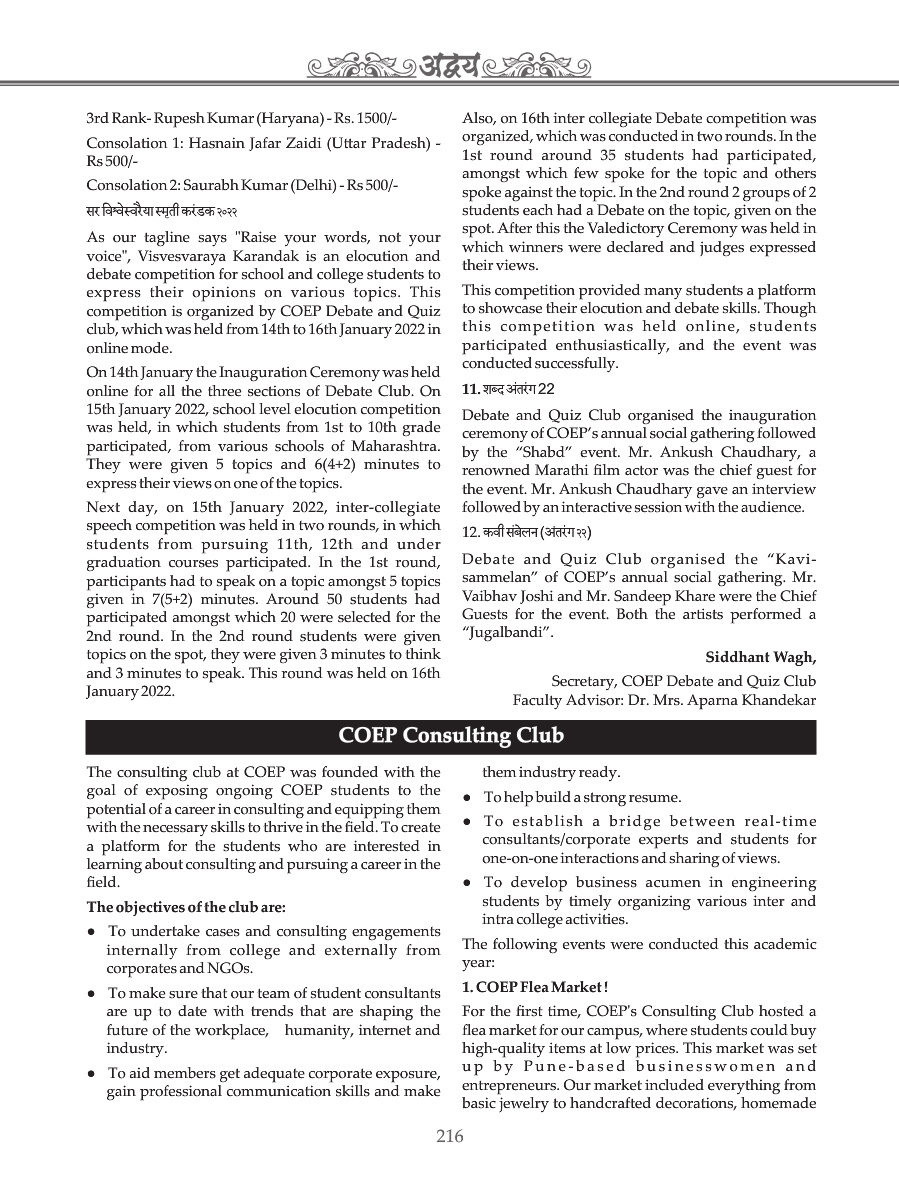 अद्वय
3rd Rank- Rupesh Kumar (Haryana) - Rs. 1500/-
Consolation 1: Hasnain Jafar Zaidi (Uttar Pradesh) -
Rs 500/-
Consolation 2: Saurabh Kumar (Delhi) - Rs 500/-
सर विश्वेस्वरैया स्मृती करंडक २०२२
As our tagline says "Raise your words, not your
voice", Visvesvaraya Karandak is an elocution and
debate competition for school and college students to
express their opinions on various topics. This
competition is organized by COEP Debate and Quiz
club, which was held from 14th to 16th January 2022 in
online mode.
On 14th January the Inauguration Ceremony was held
online for all the three sections of Debate Club. On
15th January 2022, school level elocution competition
was held, in which students from 1st to 10th grade
participated, from various schools of Maharashtra.
They were given 5 topics and 6(4+2) minutes to
express their views on one of the topics.
Next day, on 15th January 2022, inter-collegiate
speech competition was held in two rounds, in which
students from pursuing 11th, 12th and under
graduation courses participated. In the 1st round,
participants had to speak on a topic amongst 5 topics
given in 7(5+2) minutes. Around 50 students had
participated amongst which 20 were selected for the
2nd round. In the 2nd round students were given
topics on the spot, they were given 3 minutes to think
and 3 minutes to speak. This round was held on 16th
January 2022.
Also, on 16th inter collegiate Debate competition was
organized, which was conducted in two rounds. In the
1st round around 35 students had participated,
amongst which few spoke for the topic and others
spoke against the topic. In the 2nd round 2 groups of 2
students each had a Debate on the topic, given on the
spot. After this the Valedictory Ceremony was held in
which winners were declared and judges expressed
their views.
This competition provided many students a platform
to showcase their elocution and debate skills. Though
this competition was held online, students
participated enthusiastically, and the event was
conducted successfully.
11. शब्द अंतरंग 22
Debate and Quiz Club organised the inauguration
ceremony of COEP's annual social gathering followed
by the “Shabd” event. Mr. Ankush Chaudhary, a
renowned Marathi film actor was the chief guest for
the event. Mr. Ankush Chaudhary gave an interview
followed by an interactive session with the audience.
12. कवी संबेलन (अंतरंग २२)
Debate and Quiz Club organised the “Kavi-
sammelan” of COEP’s annual social gathering. Mr.
Vaibhav Joshi and Mr. Sandeep Khare were the Chief
Guests for the event. Both the artists performed a
“Jugalbandi”.
Siddhant Wagh,
Secretary, COEP Debate and Quiz Club
Faculty Advisor: Dr. Mrs. Aparna Khandekar
COEP Consulting Club
The consulting club at COEP was founded with the
goal of exposing ongoing COEP students to the
potential of a career in consulting and equipping them
with the necessary skills to thrive in the field. To create
a platform for the students who are interested in
learning about consulting and pursuing a career in the
field.
The objectives of the club are:
● To undertake cases and consulting engagements
internally from college and externally from
corporates and NGOs.
● To make sure that our team of student consultants
are up to date with trends that are shaping the
future of the workplace, humanity, internet and
industry.
● To aid members get adequate corporate exposure,
gain professional communication skills and make
them industry ready.
● To help build a strong resume.
● To establish a bridge between real-time
consultants/corporate experts and students for
one-on-one interactions and sharing of views.
● To develop business acumen in engineering
students by timely organizing various inter and
intra college activities.
The following events were conducted this academic
year:
1. COEP Flea Market !
For the first time, COEP's Consulting Club hosted a
flea market for our campus, where students could buy
high-quality items at low prices. This market was set
up by Pune-based businesswomen and
entrepreneurs. Our market included everything from
basic jewelry to handcrafted decorations, homemade
216